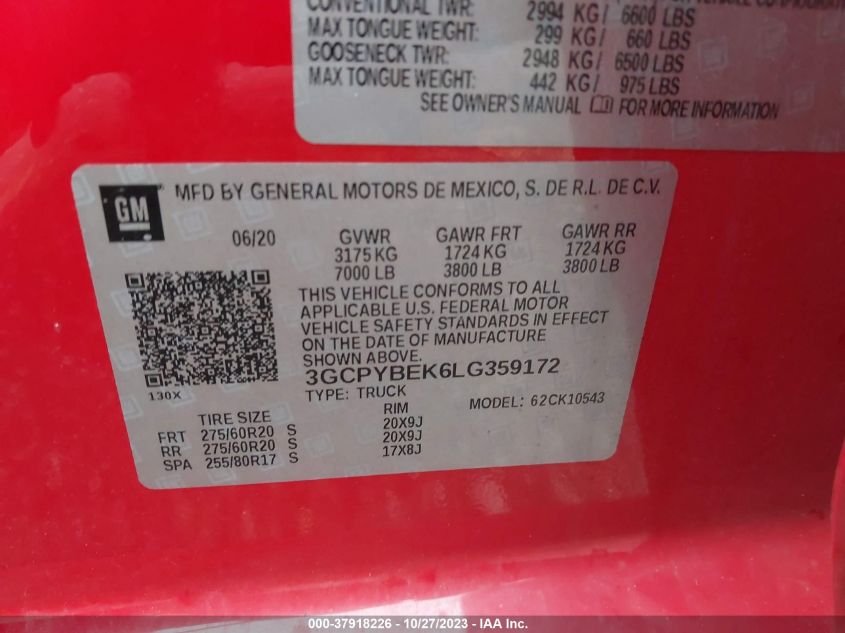 CONVENTIONAL TWR: 2994 KG/ 6600 LBS
MAX TONGUE WEIGHT: 299 KG/ 660 LBS
GOOSENECK TWR: 2948 KG/ 6500 LBS
MAX TONGUE WEIGHT: 442 KG/ 975 LBS
SEE OWNER'S MANUAL FOR MORE INFORMATION
GM
MFD BY GENERAL MOTORS DE MEXICO, S. DE R.L. DE C.V.
06/20 GVWR GAWR FRT GAWR RR
3175 KG 1724 KG 1724 KG
7000 LB 3800 LB 3800 LB
THIS VEHICLE CONFORMS TO ALL
APPLICABLE U.S. FEDERAL MOTOR
VEHICLE SAFETY STANDARDS IN EFFECT
ON THE DATE OF MANUFACTURE
SHOWN ABOVE.
3GCPYBEK6LG359172
130X
TYPE: TRUCK
MODEL: 62CK10543
TIRE SIZE RIM
FRT 275/60R20 S 20X9J
RR 275/60R20 S 20X9J
SPA 255/80R17 S 17X8J
000-37918226 - 10/27/2023 - IAA Inc.